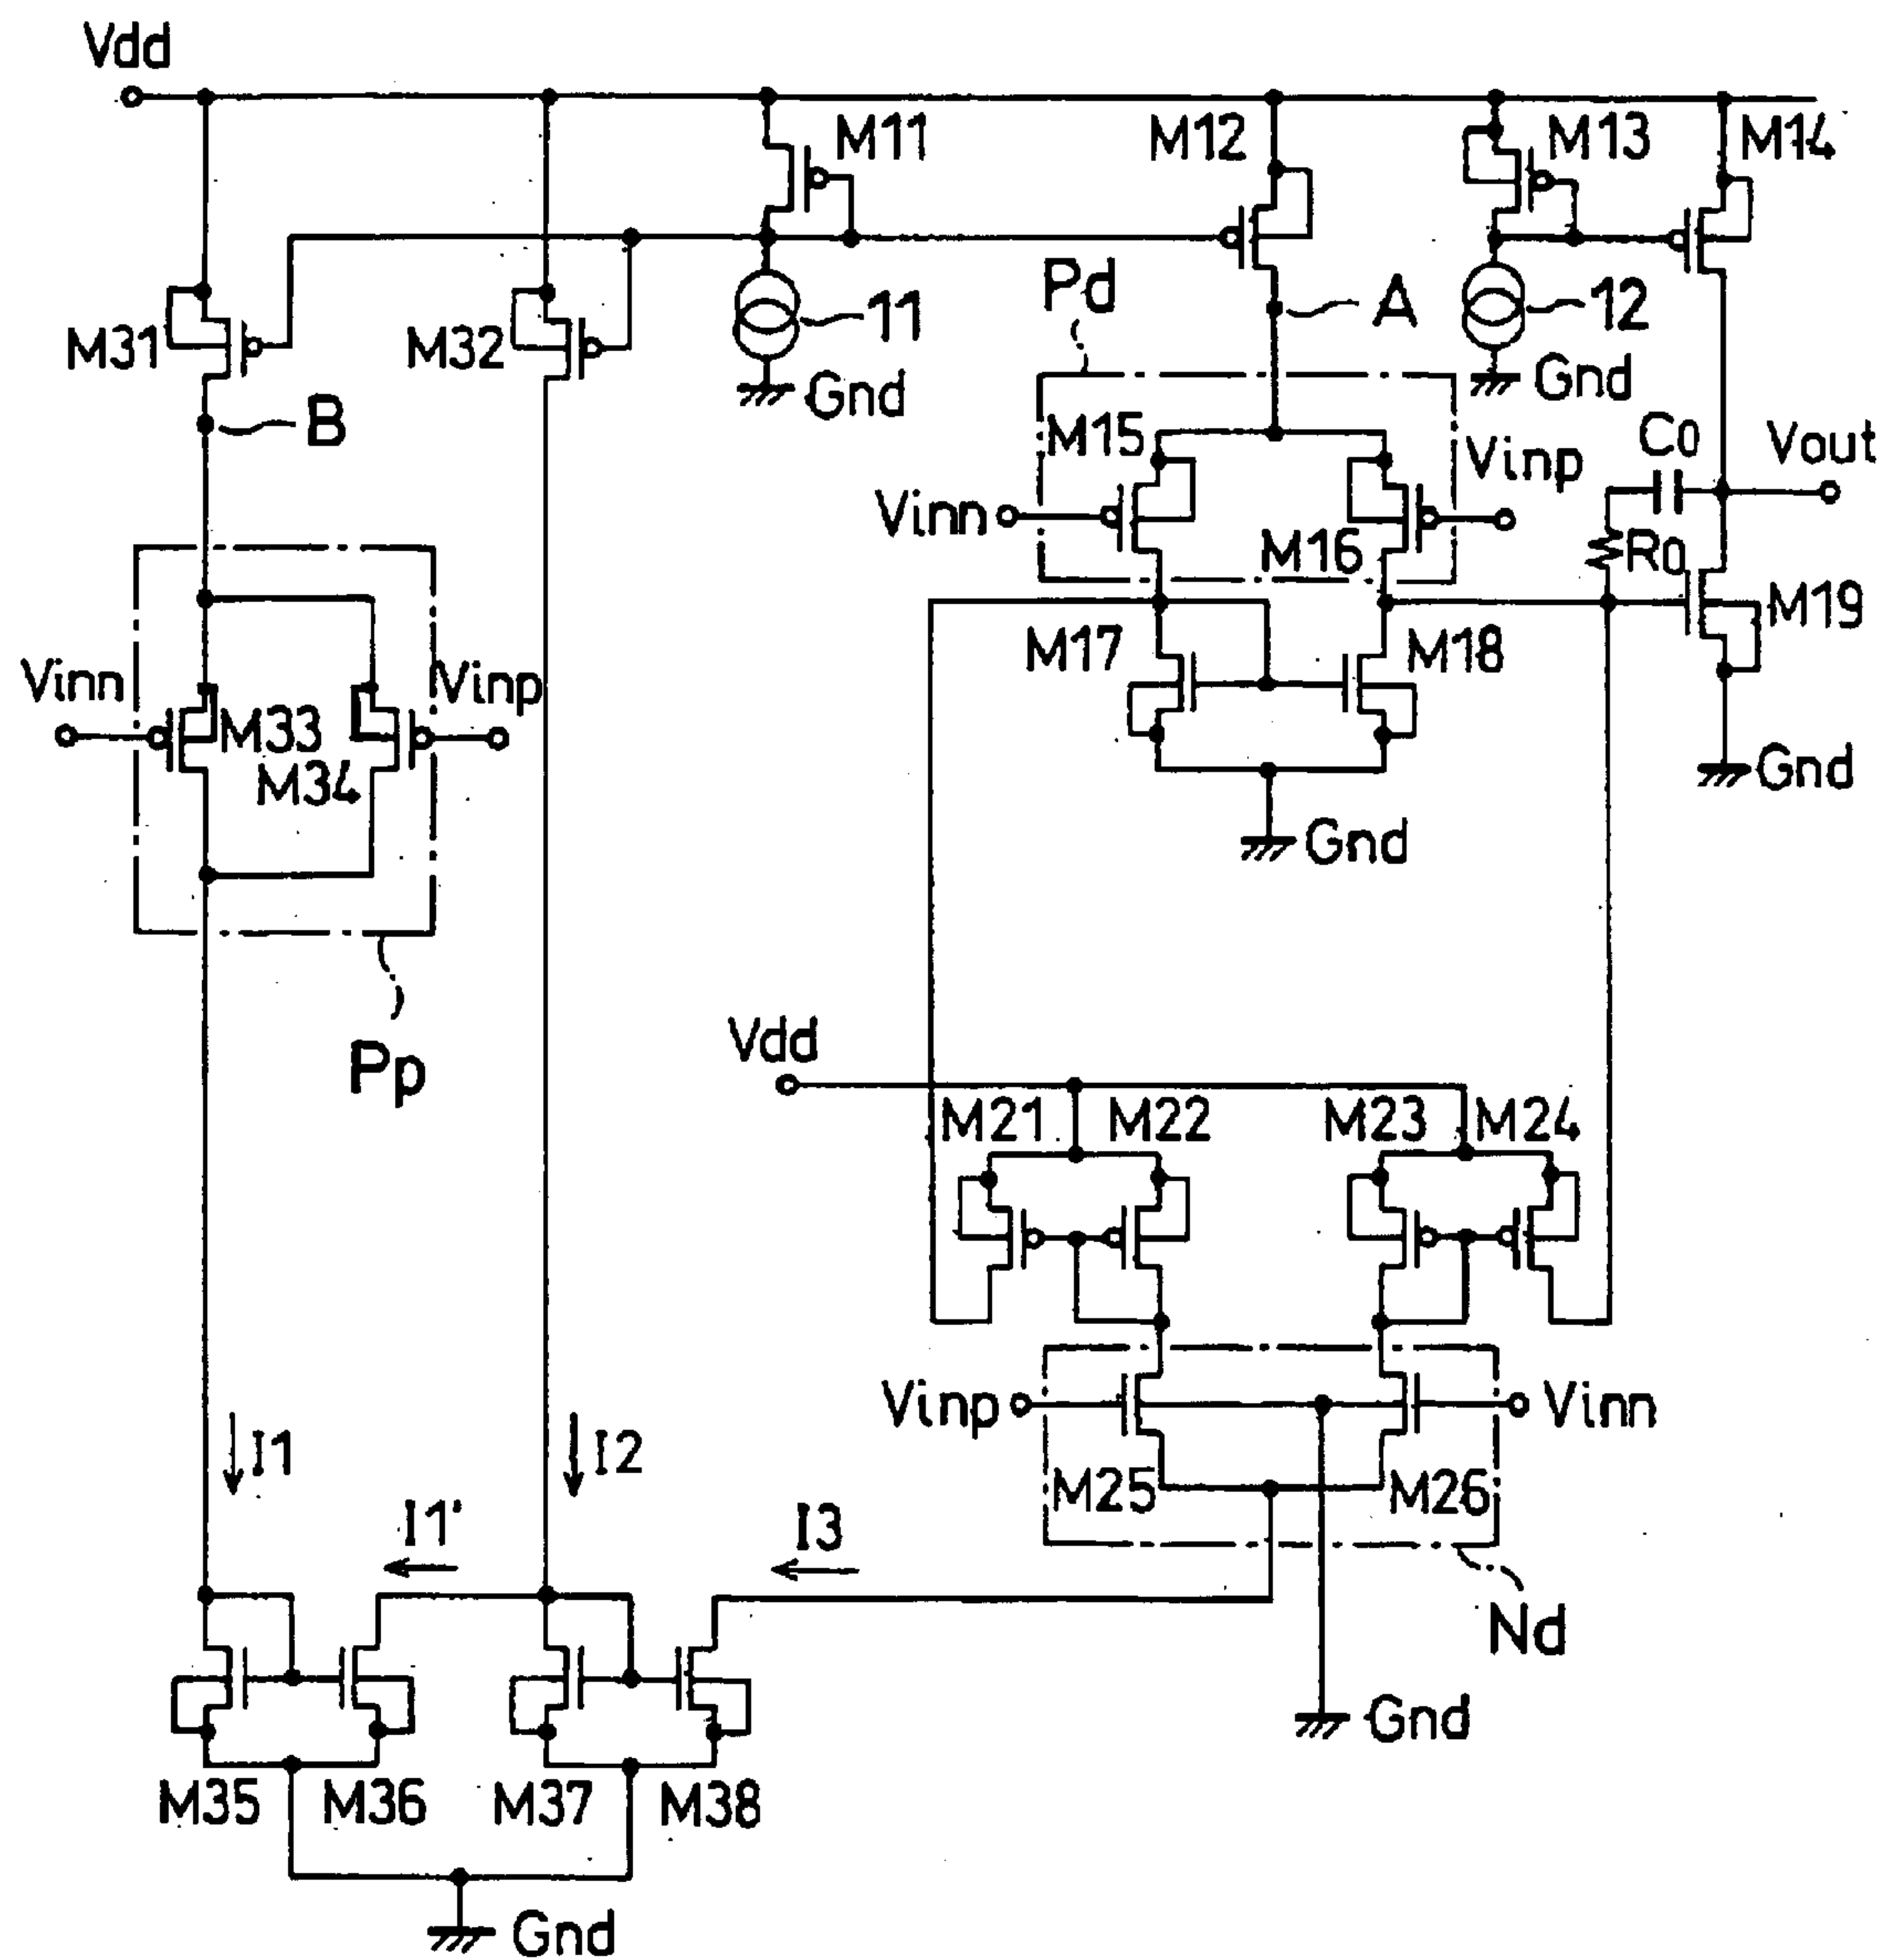 Vdd
M11
M12
M13
M14
Pd
A
11
12
M31
M32
Gnd
Gnd
B
M15
Vinp
Co
Vout
Vinn
M16
Ro
M19
M17
M18
Vinn
Vinp
M33
M34
Gnd
Gnd
Pp
Vdd
M21
M22
M23
M24
Vinp
Vinn
I1
I2
M25
M26
I1'
I3
Nd
Gnd
M35
M36
M37
M38
Gnd